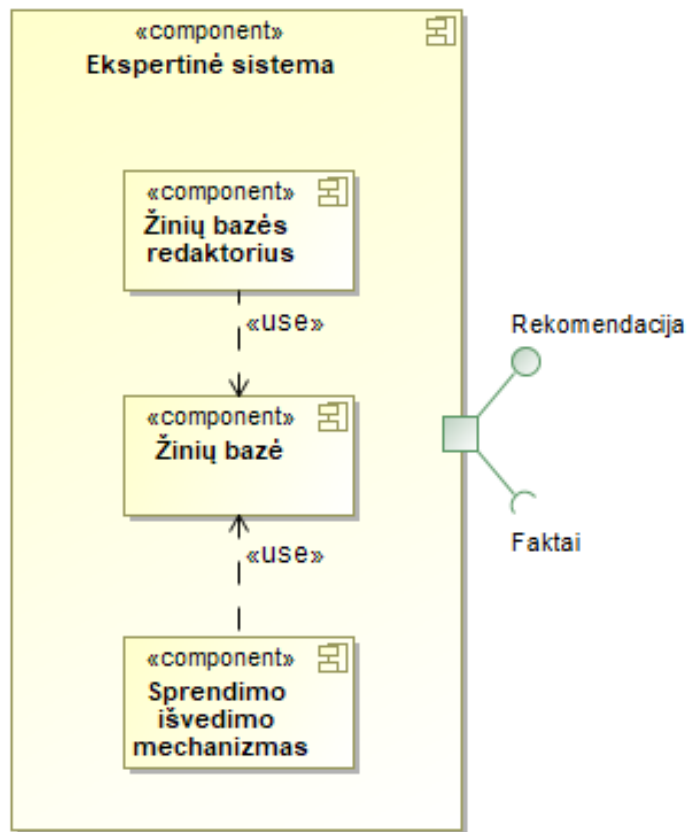 «component»
Ekspertinė sistema
«component»
Žinių bazės
redaktorius
«use»
Rekomendacija
«component»
Žinių bazė
Faktai
«use»
«component»
Sprendimo
išvedimo
mechanizmas